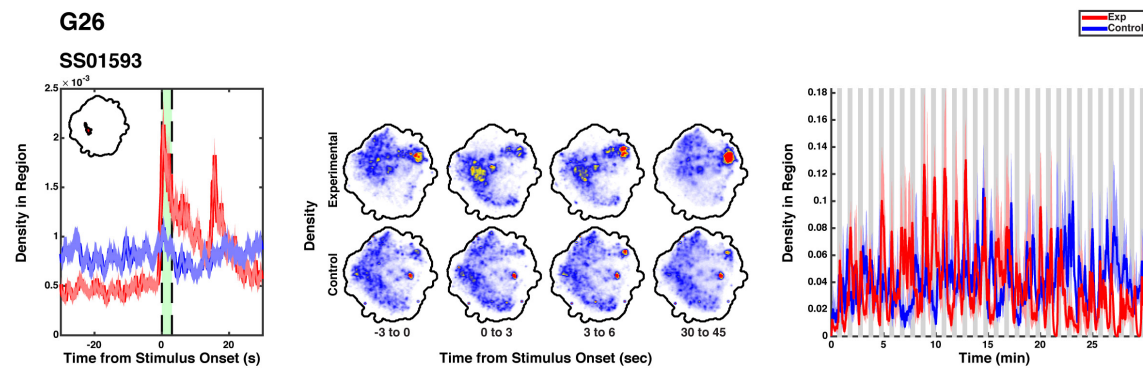 G26
SS01593
Exp
Control
2.5 × 10⁻³
2
1.5
1
0.5
0
Density in Region
-20 0 20
Time from Stimulus Onset (s)
Density
Experimental
Control
-3 to 0 0 to 3 3 to 6 30 to 45
Time from Stimulus Onset (sec)
0.18
0.16
0.14
0.12
0.1
0.08
0.06
0.04
0.02
0
Density in Region
0 5 10 15 20 25
Time (min)